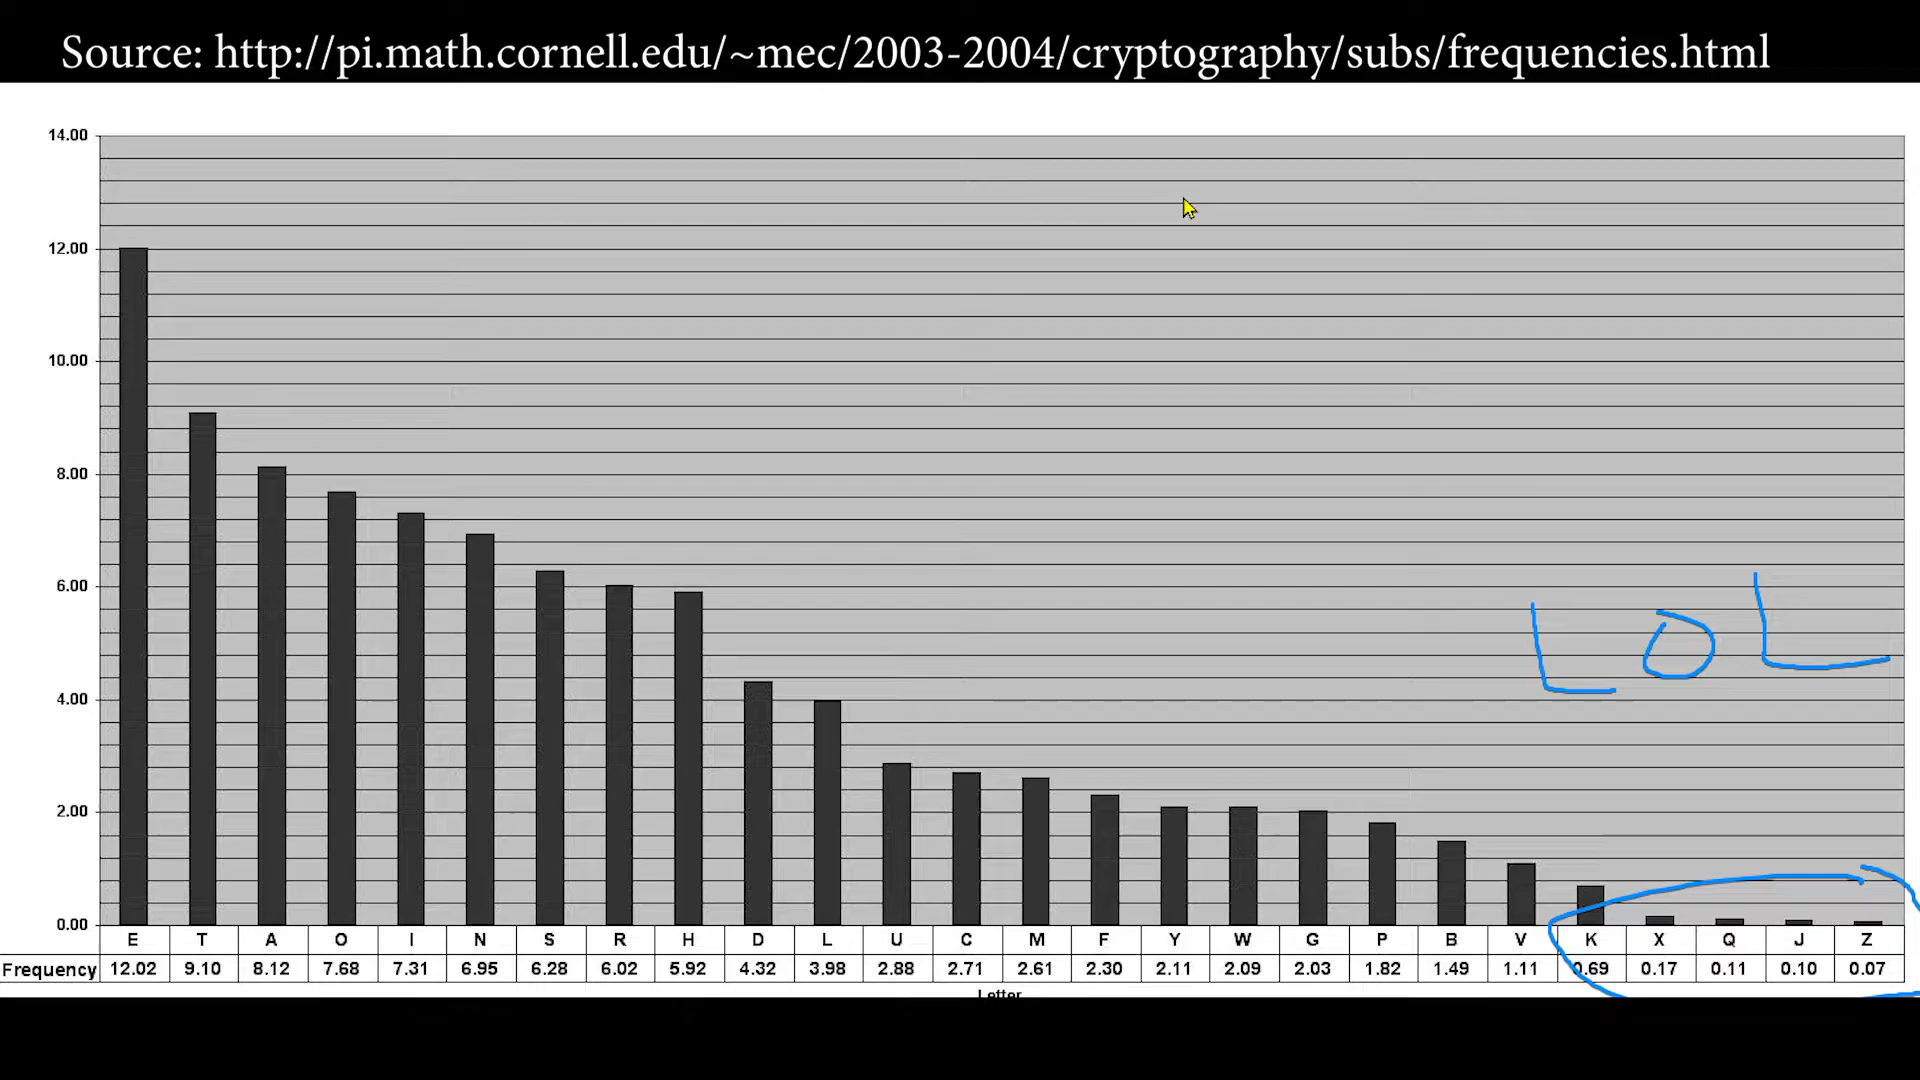 Source: http://pi.math.cornell.edu/~mec/2003-2004/cryptography/subs/frequencies.html
14.00
12.00
10.00
8.00
6.00
4.00
2.00
0.00
LOL
E T A O I N S R H D L U C M F Y W G P B V K X Q J Z
Frequency 12.02 9.10 8.12 7.68 7.31 6.95 6.28 6.02 5.92 4.32 3.98 2.88 2.71 2.61 2.30 2.11 2.09 2.03 1.82 1.49 1.11 0.69 0.17 0.11 0.10 0.07
Letter